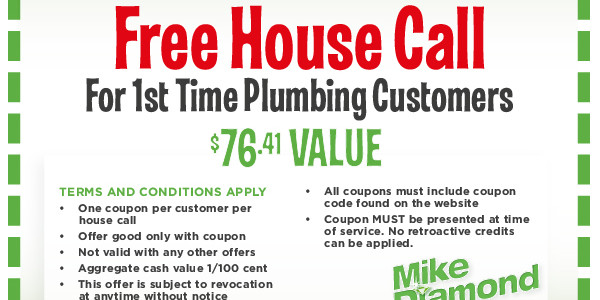 Free House Call
For 1st Time Plumbing Customers
$76.41 VALUE
TERMS AND CONDITIONS APPLY
• One coupon per customer per
house call
• Offer good only with coupon
• Not valid with any other offers
• Aggregate cash value 1/100 cent
• This offer is subject to revocation
at anytime without notice
• All coupons must include coupon
code found on the website
• Coupon MUST be presented at time
of service. No retroactive credits
can be applied.
Mike
Diamond